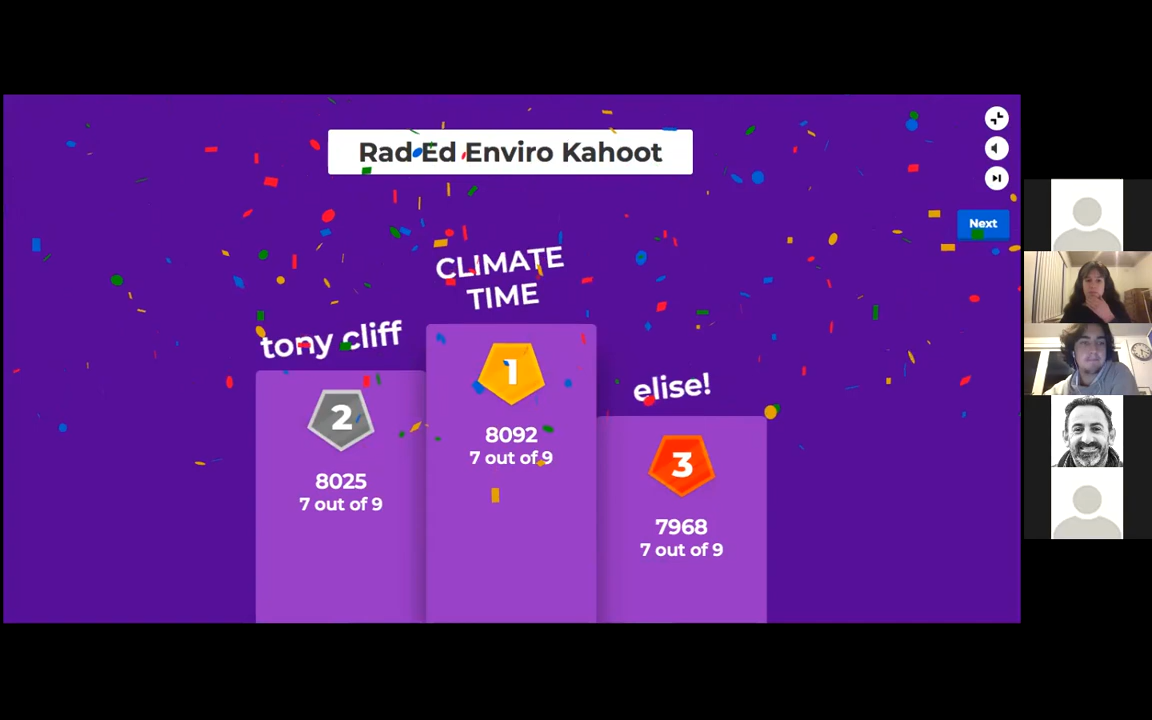 Rad Ed Enviro Kahoot
Next
CLIMATE
TIME
tony cliff
elise!
1
8092
7 out of 9
2
8025
7 out of 9
3
7968
7 out of 9